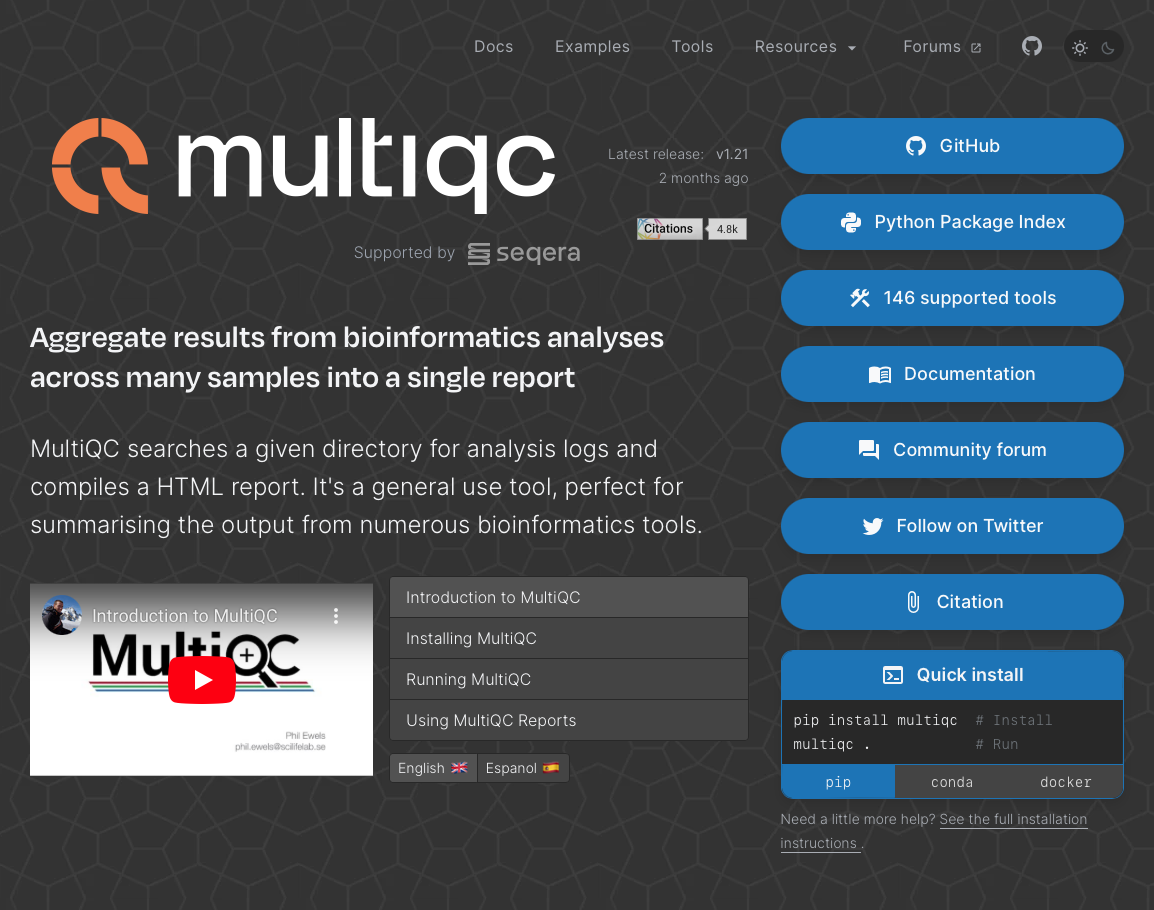 Docs Examples Tools Resources Forums
multiqc
Latest release: v1.21
2 months ago
Citations 4.8k
Supported by seqera
Aggregate results from bioinformatics analyses
across many samples into a single report
MultiQC searches a given directory for analysis logs and
compiles a HTML report. It's a general use tool, perfect for
summarising the output from numerous bioinformatics tools.
Introduction to MultiQC
MultiQC
Phil Ewels
phil.ewels@scilifelab.se
Introduction to MultiQC
Installing MultiQC
Running MultiQC
Using MultiQC Reports
English Espanol
GitHub
Python Package Index
146 supported tools
Documentation
Community forum
Follow on Twitter
Citation
Quick install
pip install multiqc # Install
multiqc . # Run
pip conda docker
Need a little more help? See the full installation
instructions .